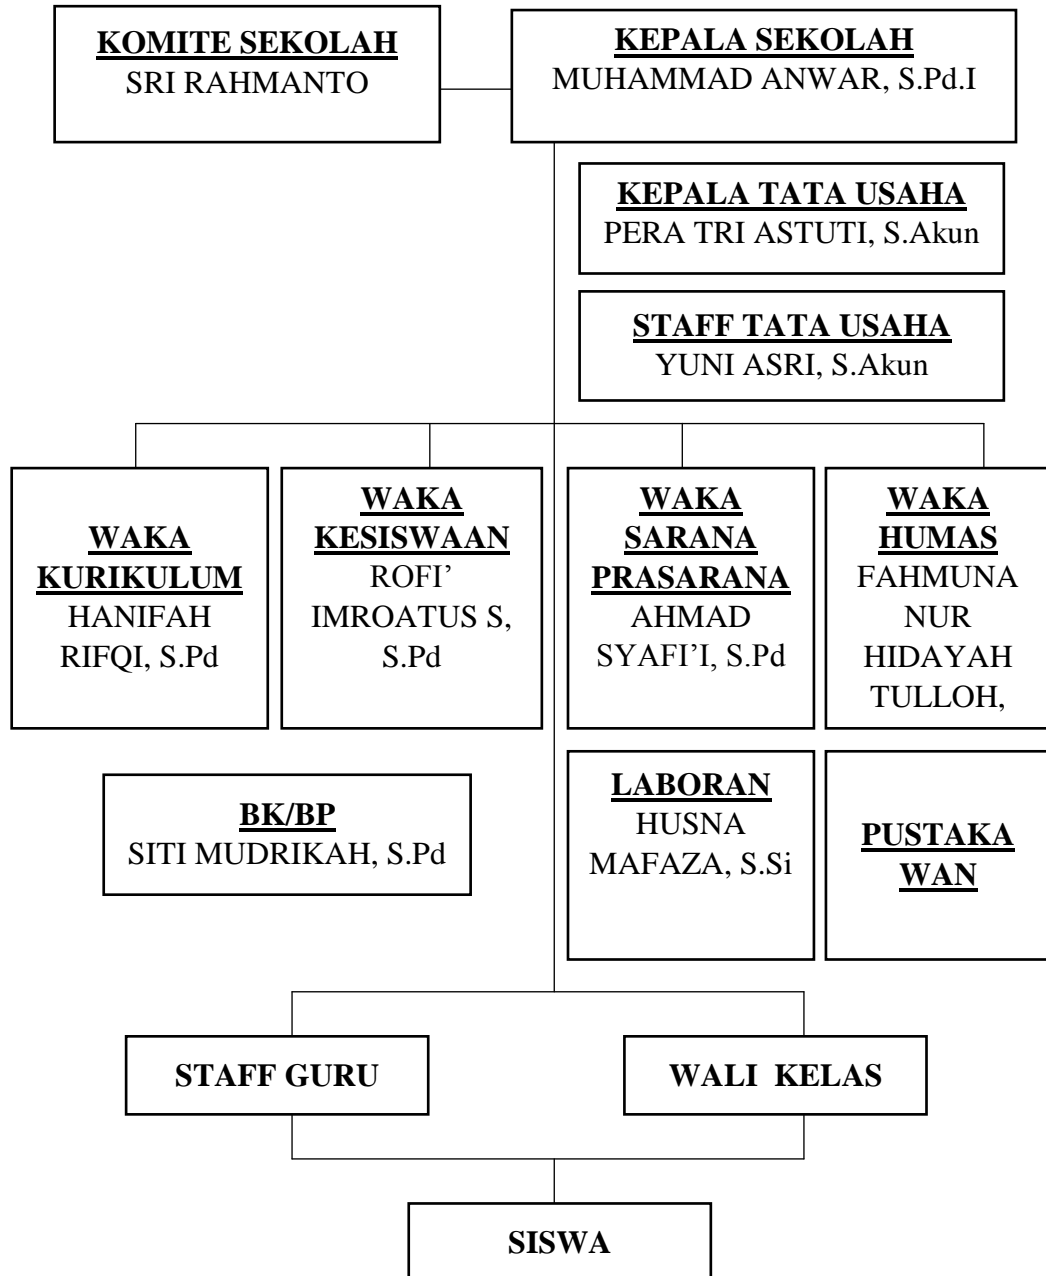 KOMITE SEKOLAH
SRI RAHMANTO
KEPALA SEKOLAH
MUHAMMAD ANWAR, S.Pd.I
KEPALA TATA USAHA
PERA TRI ASTUTI, S.Akun
STAFF TATA USAHA
YUNI ASRI, S.Akun
WAKA
KURIKULUM
HANIFAH
RIFQI, S.Pd
WAKA
KESISWAAN
ROFI’
IMROATUS S,
S.Pd
WAKA
SARANA
PRASARANA
AHMAD
SYAFI’I, S.Pd
WAKA
HUMAS
FAHMUNA
NUR
HIDAYAH
TULLOH,
BK/BP
SITI MUDRIKAH, S.Pd
LABORAN
HUSNA
MAFAZA, S.Si
PUSTAKA
WAN
STAFF GURU
WALI  KELAS
SISWA